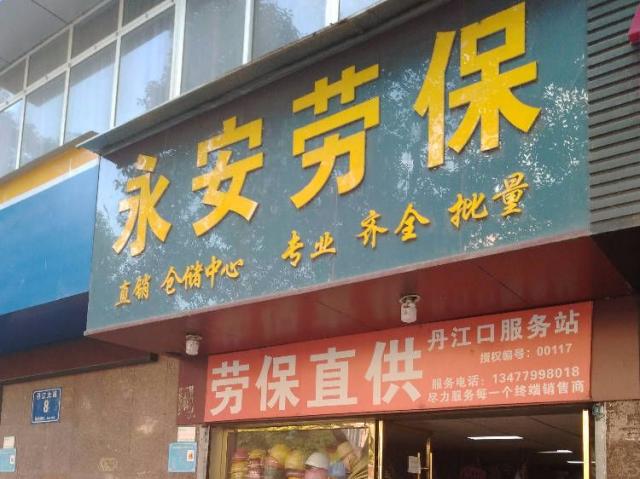 永安劳保
直销 仓储中心 专业 齐全 批量
劳保直供
丹江口服务站
授权编号：00117
服务电话：13477998018
尽力服务每一个终端销售商
8